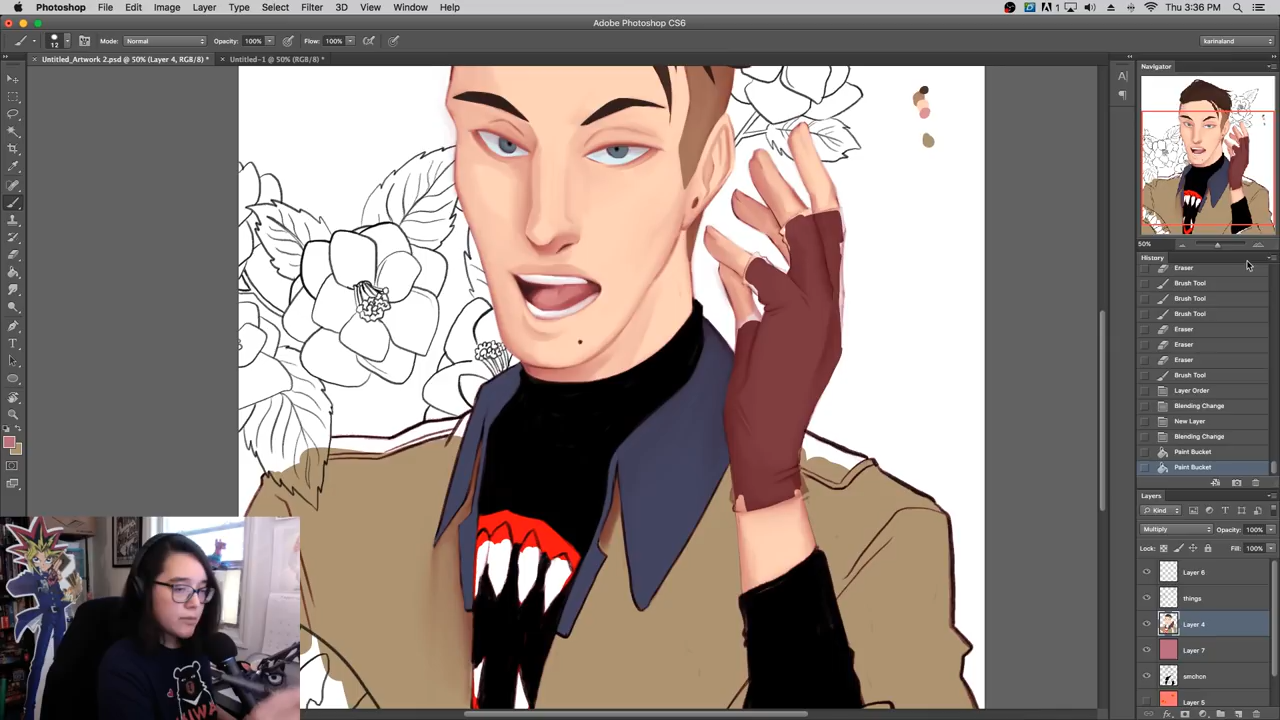 Photoshop File Edit Image Layer Type Select Filter 3D View Window Help
1 Thu 3:36 PM
Adobe Photoshop CS6
12 Mode: Normal Opacity: 100% Flow: 100% karinaland
Untitled_Artwork 2.psd @ 50% (Layer 4, RGB/8) * Untitled-1 @ 50% (RGB/8) *
Navigator
50%
History
Eraser
Brush Tool
Brush Tool
Brush Tool
Eraser
Eraser
Eraser
Brush Tool
Layer Order
Blending Change
New Layer
Blending Change
Paint Bucket
Paint Bucket
Layers
Kind
Multiply Opacity: 100%
Lock: Fill: 100%
Layer 6
things
Layer 4
Layer 7
smohon
Layer 5